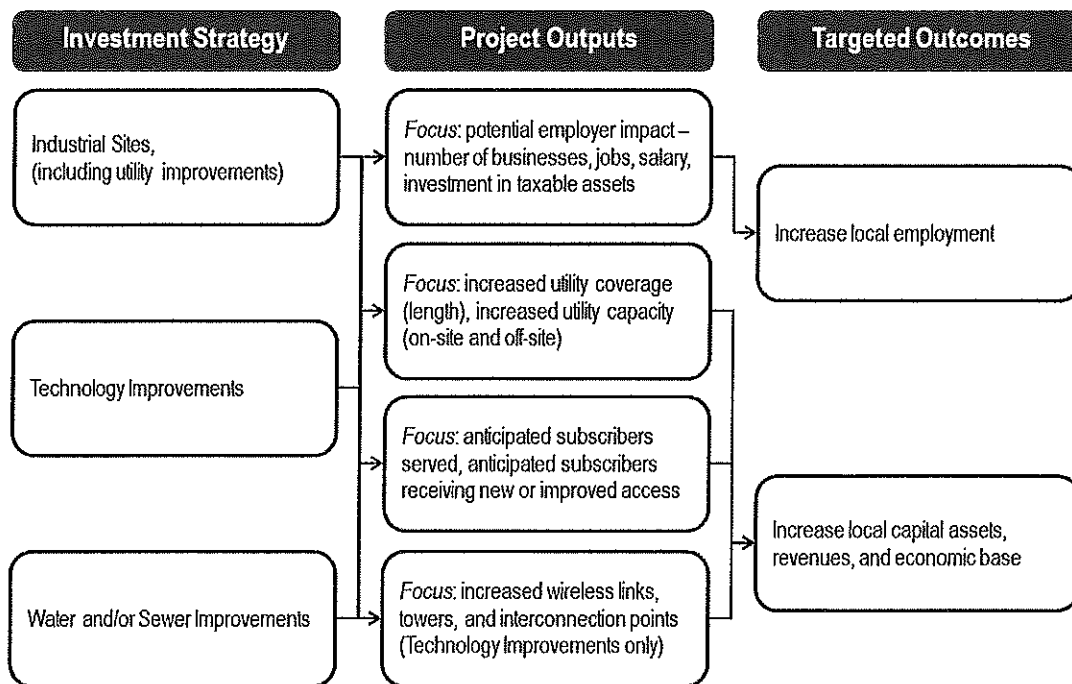 Investment Strategy
Project Outputs
Targeted Outcomes
Industrial Sites,
(including utility improvements)
Technology Improvements
Water and/or Sewer Improvements
Focus: potential employer impact –
number of businesses, jobs, salary,
investment in taxable assets
Focus: increased utility coverage
(length), increased utility capacity
(on-site and off-site)
Focus: anticipated subscribers
served, anticipated subscribers
receiving new or improved access
Focus: increased wireless links,
towers, and interconnection points
(Technology Improvements only)
Increase local employment
Increase local capital assets,
revenues, and economic base